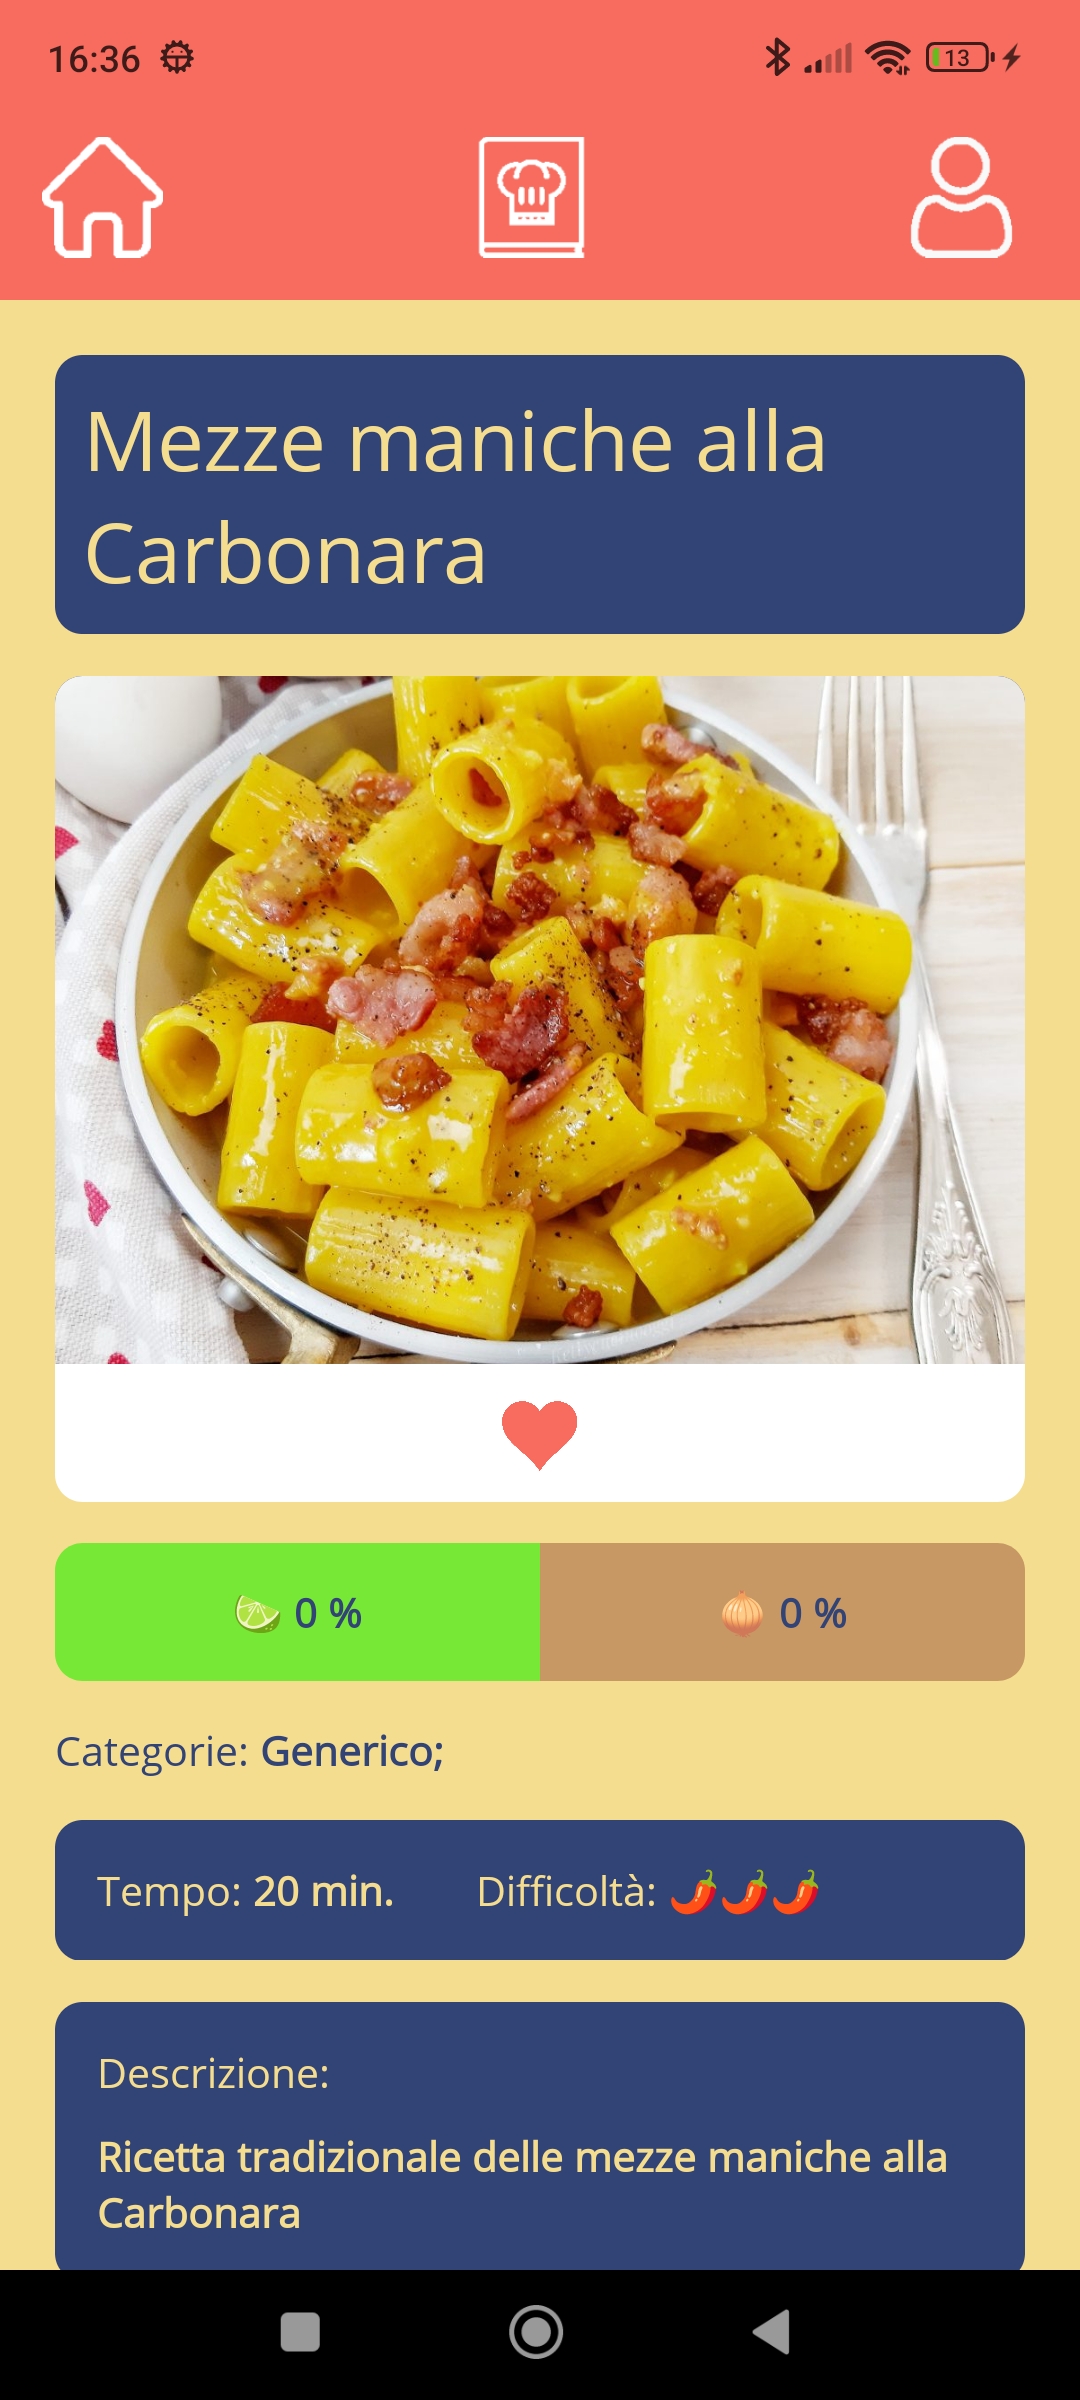 16:36
13
Mezze maniche alla
Carbonara
0 %
0 %
Categorie: Generico;
Tempo: 20 min.
Difficoltà:
Descrizione:
Ricetta tradizionale delle mezze maniche alla
Carbonara